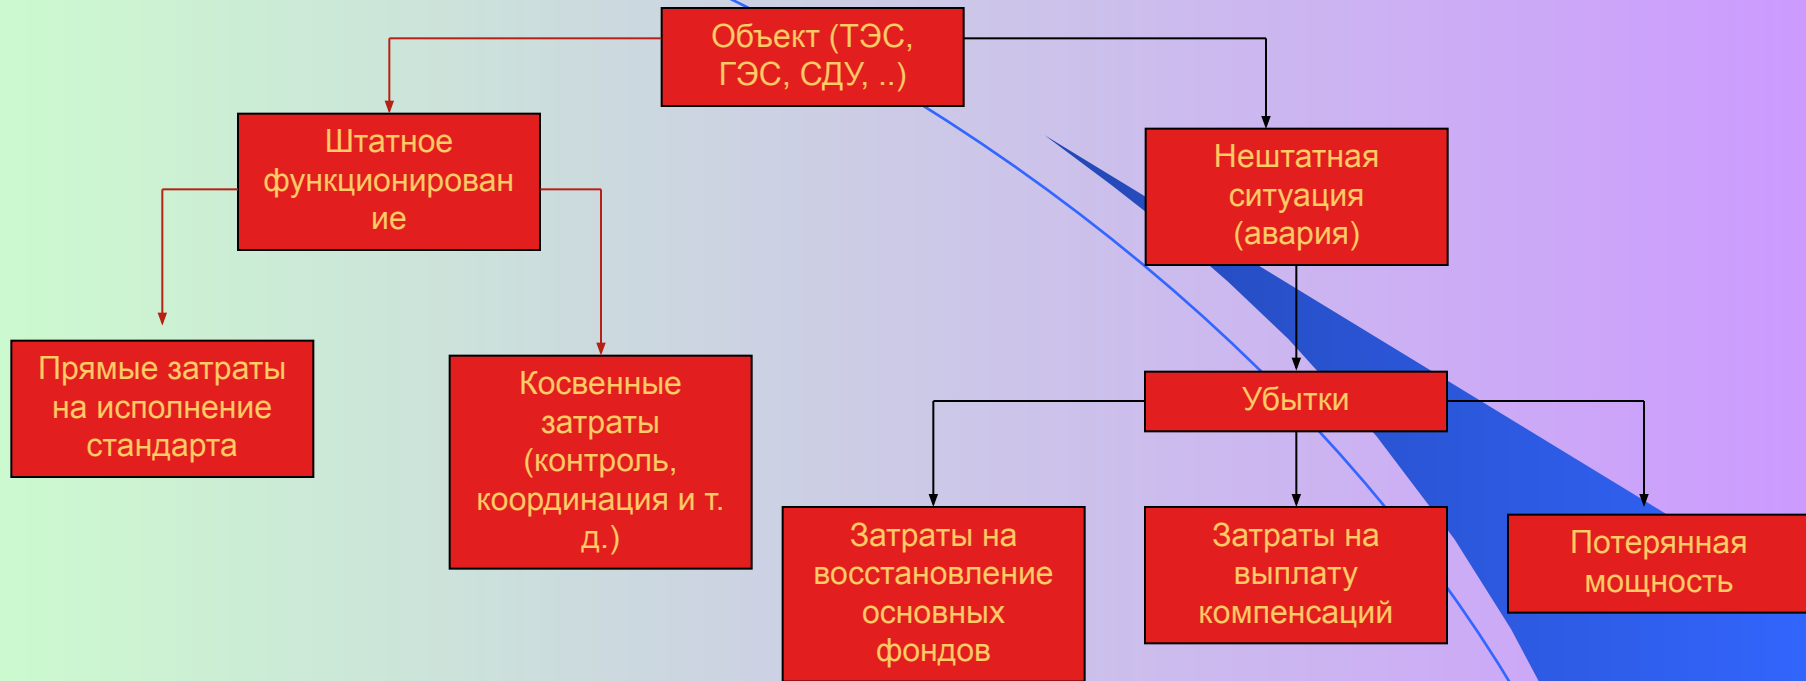 Объект (ТЭС,
ГЭС, СДУ, ..)
Штатное
функционирован
ие
Нештатная
ситуация
(авария)
Прямые затраты
на исполнение
стандарта
Косвенные
затраты
(контроль,
координация и т.
д.)
Убытки
Затраты на
восстановление
основных
фондов
Затраты на
выплату
компенсаций
Потерянная
мощность